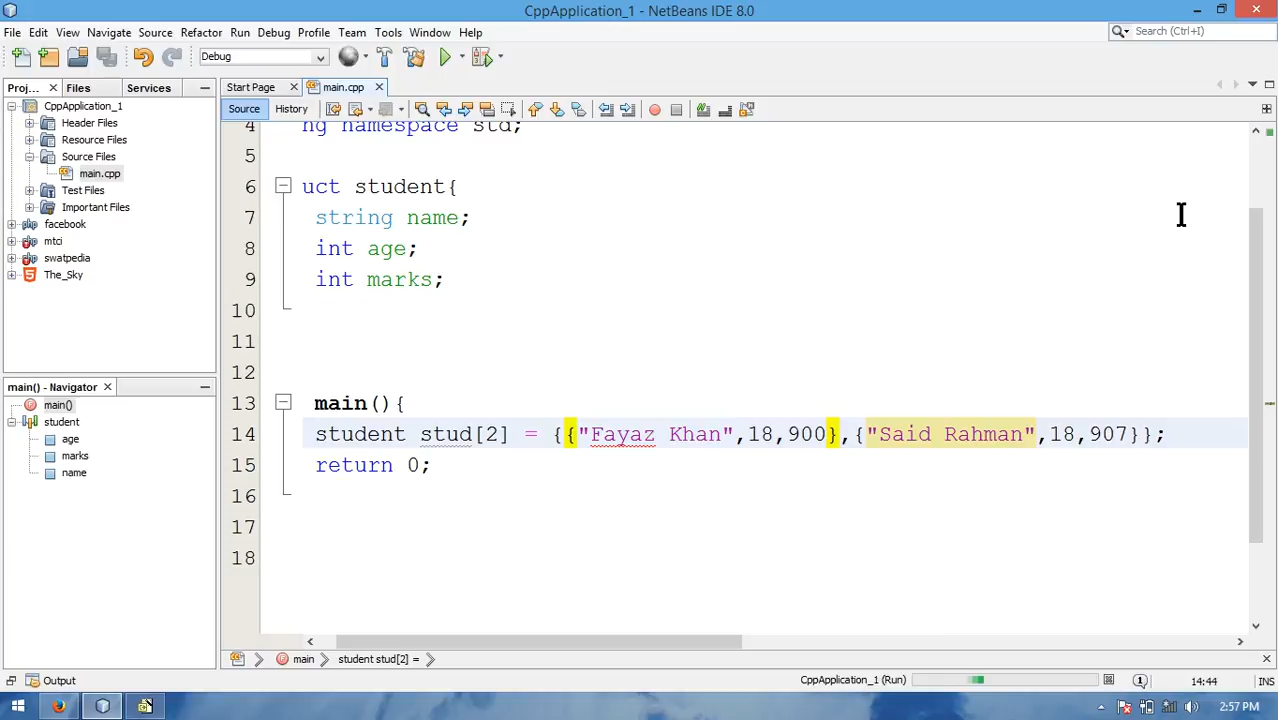 CppApplication_1 - NetBeans IDE 8.0
File Edit View Navigate Source Refactor Run Debug Profile Team Tools Window Help
Search (Ctrl+I)
Debug
Proj... Files Services
Start Page main.cpp
Source History
CppApplication_1
Header Files
Resource Files
Source Files
main.cpp
Test Files
Important Files
facebook
mtci
swatpedia
The_Sky
main() - Navigator
main()
student
age
marks
name
4 ng namespace std;
5
6 uct student{
7 string name;
8 int age;
9 int marks;
10
11
12
13 main(){
14 student stud[2] = {{"Fayaz Khan",18,900},{"Said Rahman",18,907}};
15 return 0;
16
17
18
main student stud[2] =
Output
CppApplication_1 (Run) 1 14:44 INS
2:57 PM